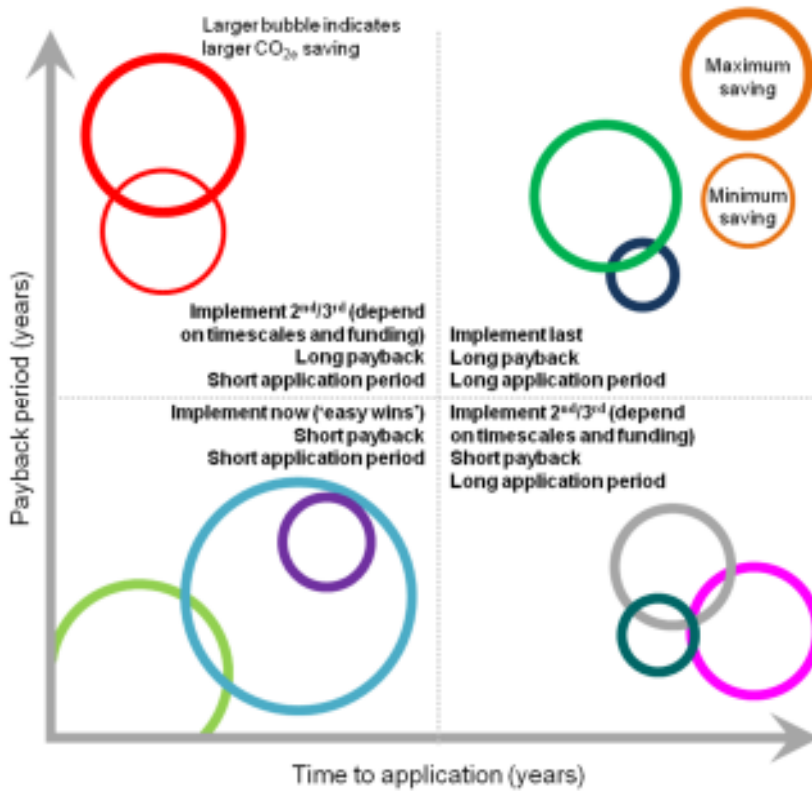 Larger bubble indicates
larger CO₂ₑ saving
Maximum
saving
Minimum
saving
Payback period (years)
Implement 2ⁿᵈ/3ʳᵈ (depend
on timescales and funding)
Long payback
Short application period
Implement last
Long payback
Long application period
Implement now (‘easy wins’)
Short payback
Short application period
Implement 2ⁿᵈ/3ʳᵈ (depend
on timescales and funding)
Short payback
Long application period
Time to application (years)